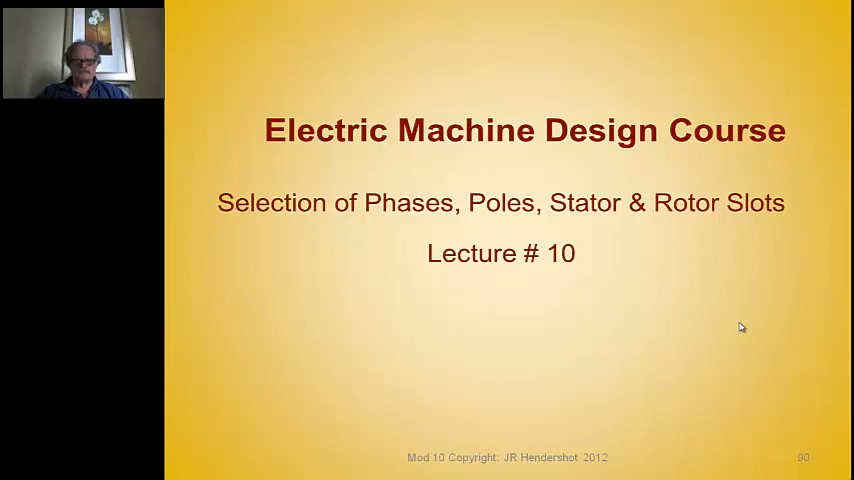 Electric Machine Design Course
Selection of Phases, Poles, Stator & Rotor Slots
Lecture # 10
Mod 10 Copyright: JR Hendershot 2012
90